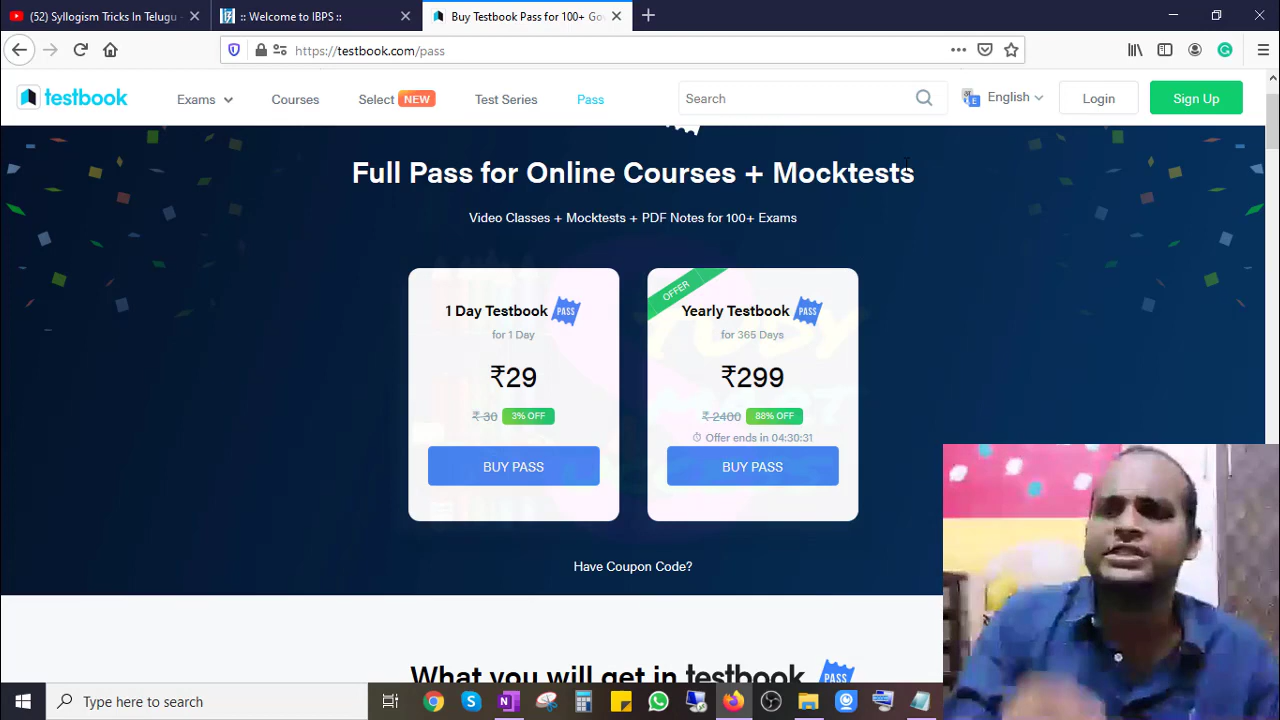 (52) Syllogism Tricks In Telugu -
:: Welcome to IBPS ::
Buy Testbook Pass for 100+ Gov
https://testbook.com/pass
testbook
Exams
Courses
Select NEW
Test Series
Pass
Search
English
Login
Sign Up
Full Pass for Online Courses + Mocktests
Video Classes + Mocktests + PDF Notes for 100+ Exams
1 Day Testbook PASS
for 1 Day
₹29
₹ 30 3% OFF
BUY PASS
OFFER
Yearly Testbook PASS
for 365 Days
₹299
₹ 2400 88% OFF
Offer ends in 04:30:31
BUY PASS
Have Coupon Code?
What you will get in testbook PASS
Type here to search